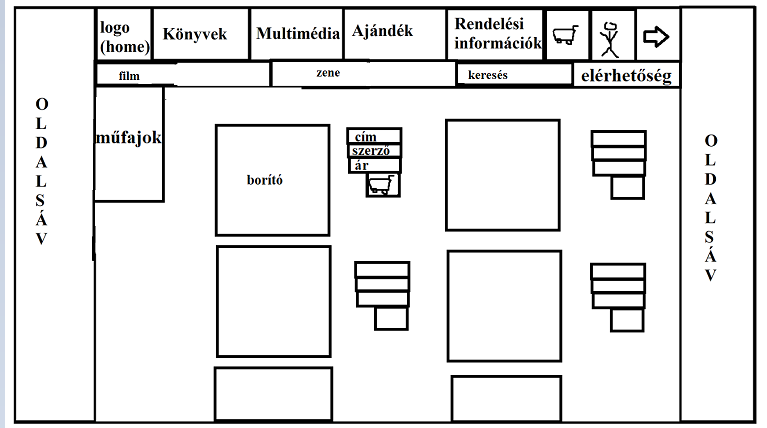 logo
(home)
Könyvek
Multimédia
Ajándék
Rendelési
információk
film
zene
keresés
elérhetőség
O
L
D
A
L
S
Á
V
műfajok
borító
cím
szerző
ár
O
L
D
A
L
S
Á
V